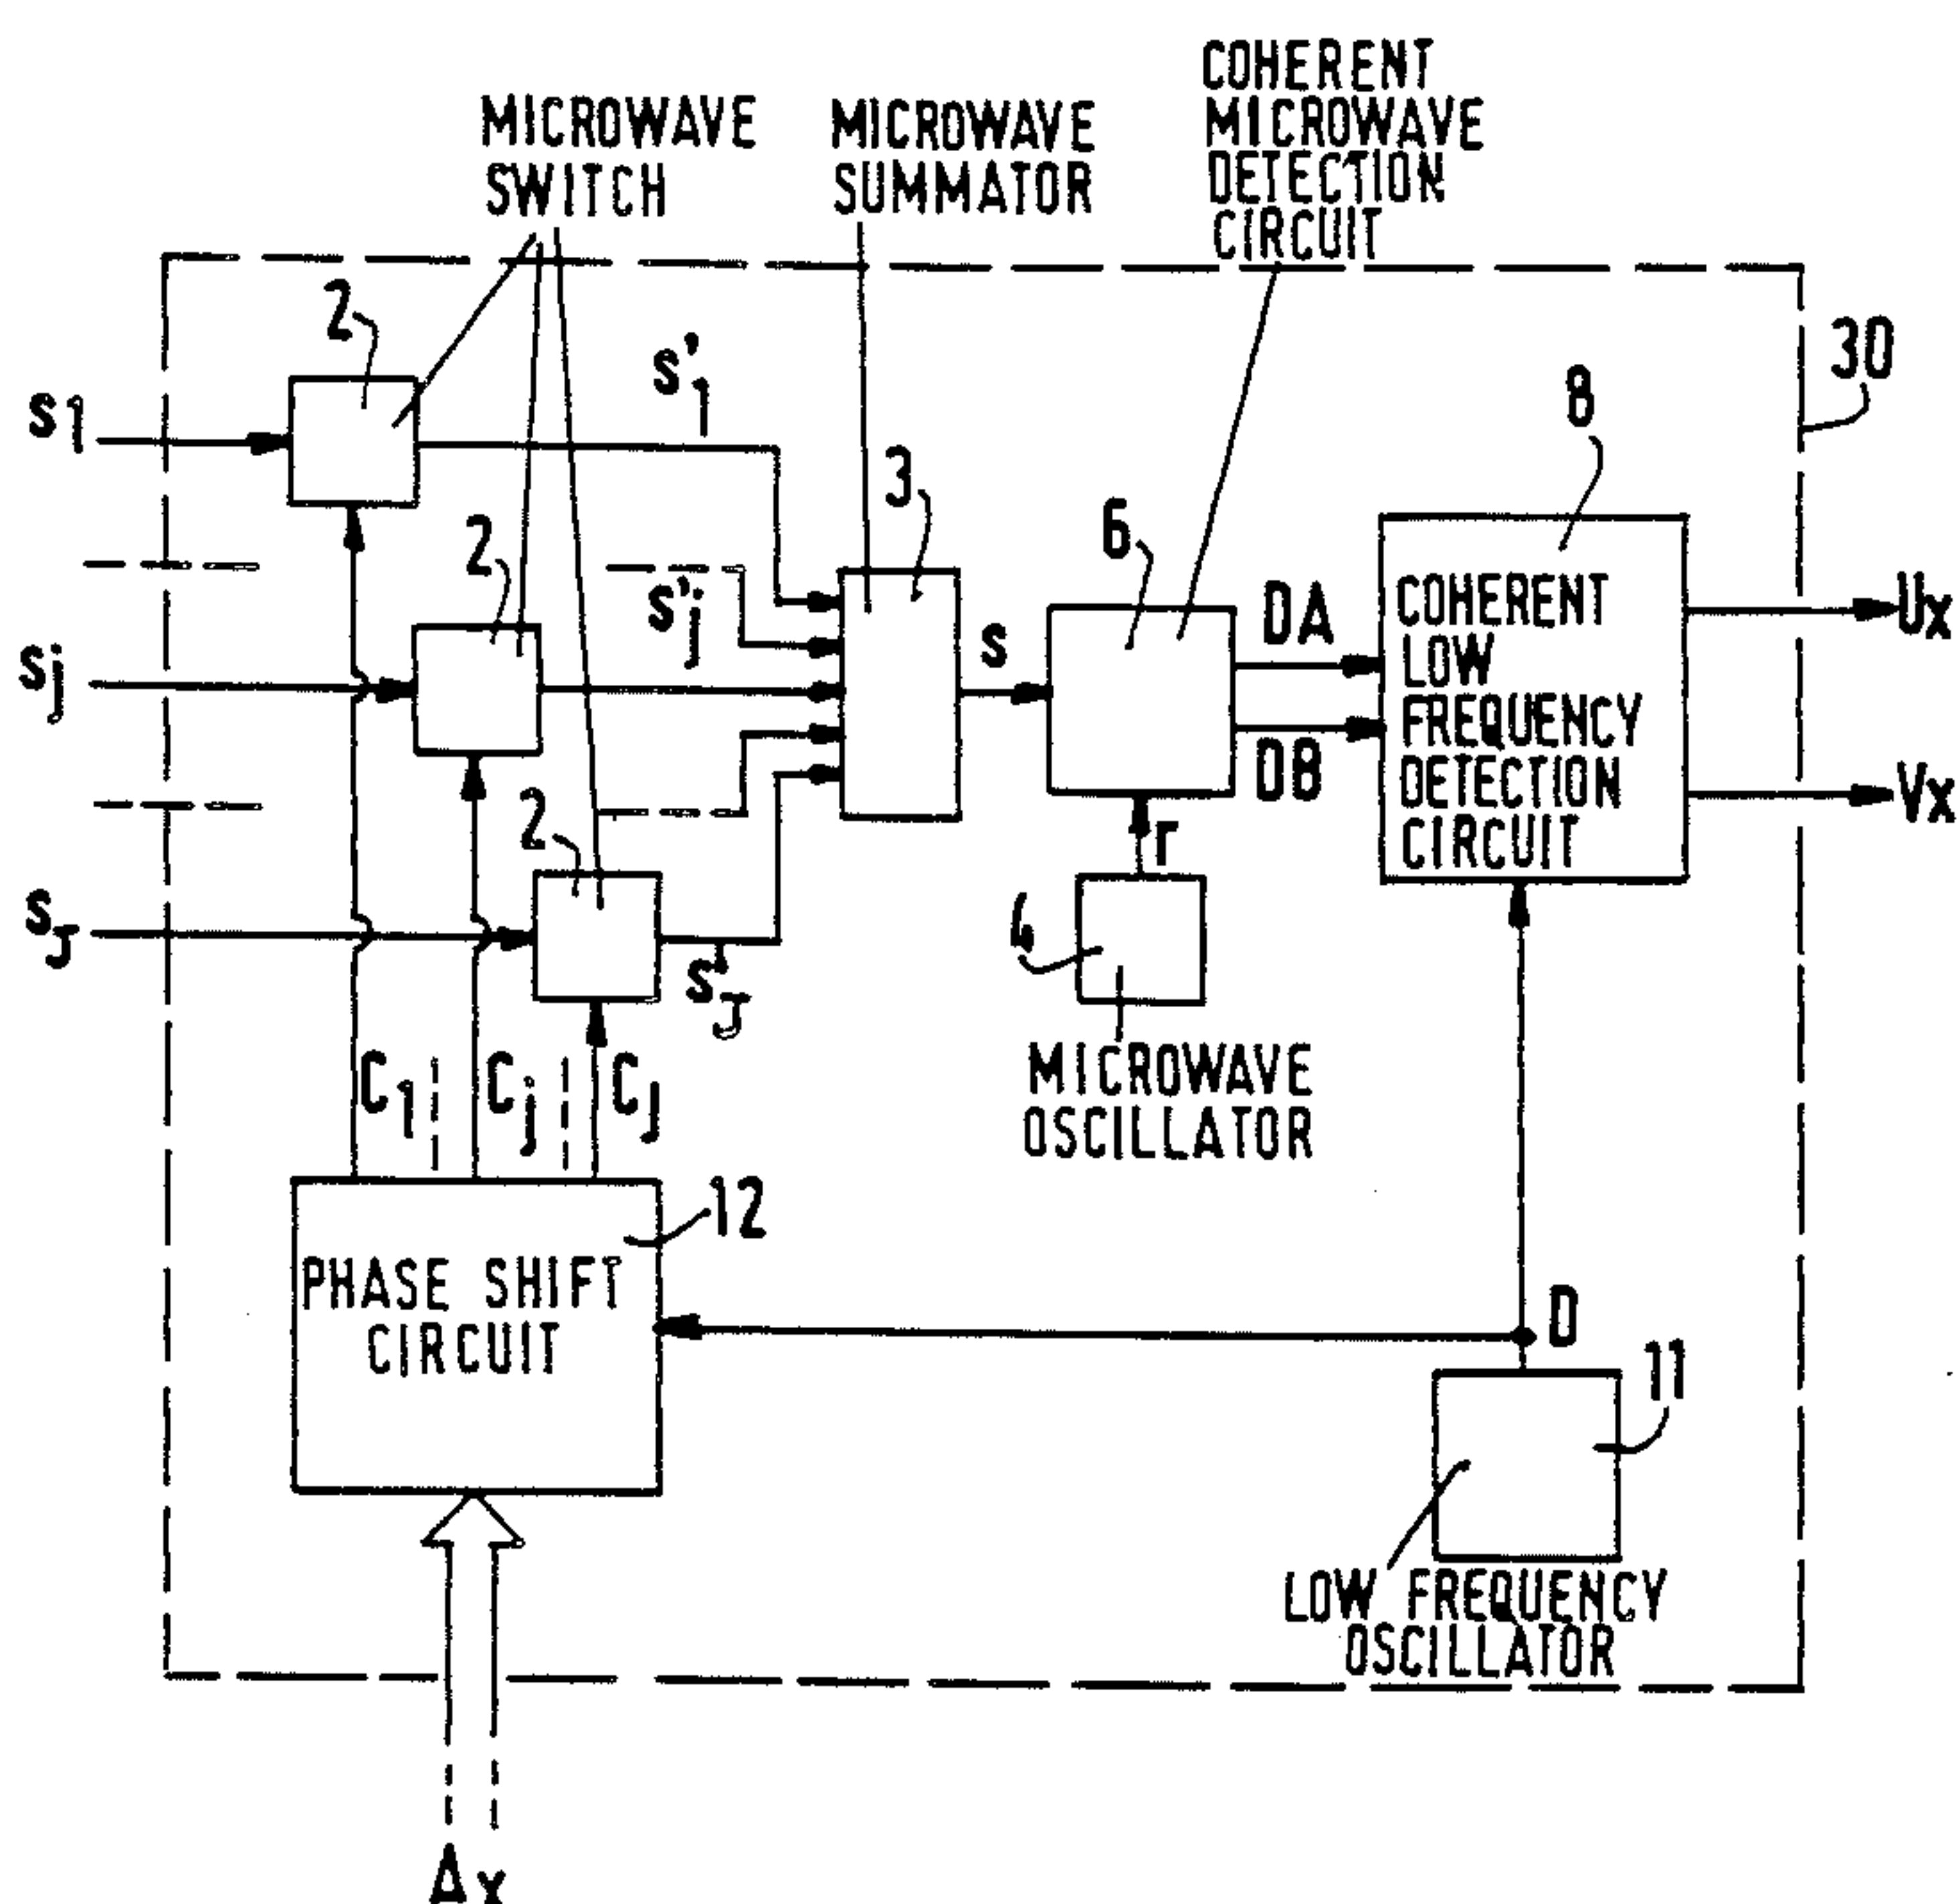 COHERENT
MICROWAVE
DETECTION
CIRCUIT
MICROWAVE
SWITCH
MICROWAVE
SUMMATOR
2
s1
s'1
30
8
3
2
6
s'j
sj
s
DA
DB
COHERENT
LOW
FREQUENCY
DETECTION
CIRCUIT
Ux
Vx
2
r
sJ
s'J
4
MICROWAVE
OSCILLATOR
C1
Cj
CJ
12
PHASE SHIFT
CIRCUIT
D
11
LOW FREQUENCY
OSCILLATOR
Δx